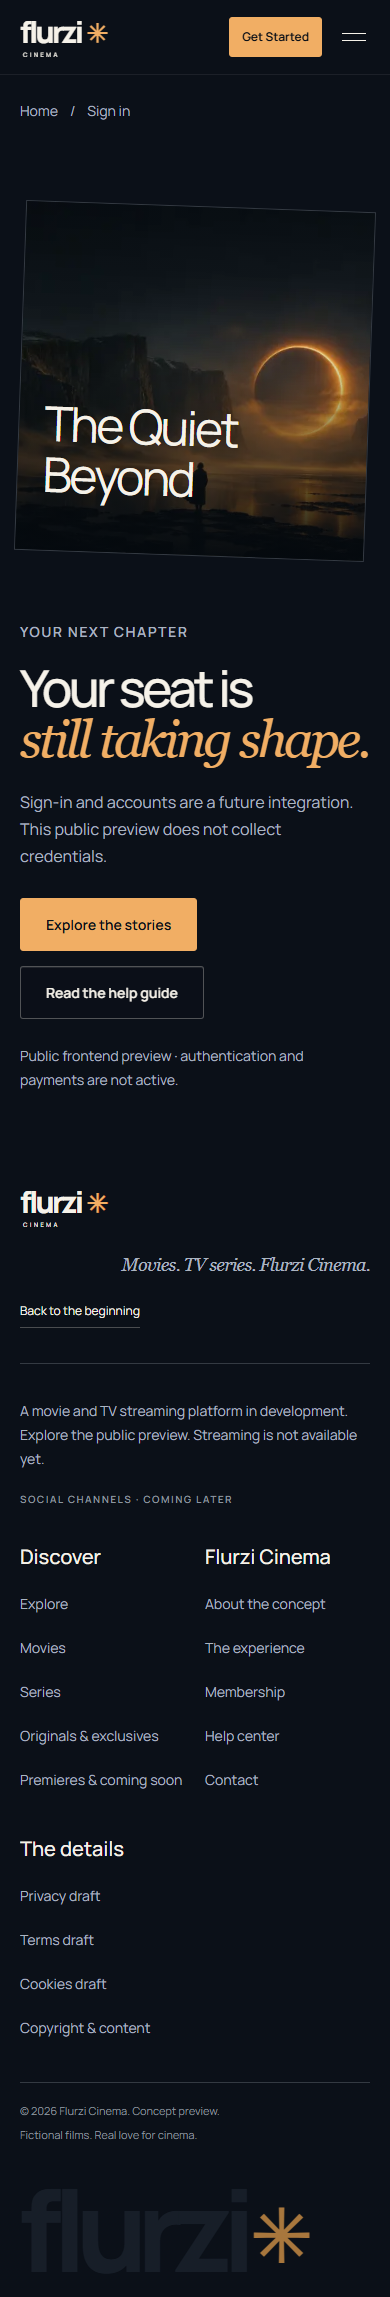 flurzi
CINEMA
Get Started
Home / Sign in
The Quiet
Beyond
YOUR NEXT CHAPTER
Your seat is
still taking shape.
Sign-in and accounts are a future integration.
This public preview does not collect
credentials.
Explore the stories
Read the help guide
Public frontend preview · authentication and
payments are not active.
flurzi
CINEMA
Movies. TV series. Flurzi Cinema.
Back to the beginning
A movie and TV streaming platform in development.
Explore the public preview. Streaming is not available
yet.
SOCIAL CHANNELS · COMING LATER
Discover
Explore
Movies
Series
Originals & exclusives
Premieres & coming soon
Flurzi Cinema
About the concept
The experience
Membership
Help center
Contact
The details
Privacy draft
Terms draft
Cookies draft
Copyright & content
© 2026 Flurzi Cinema. Concept preview.
Fictional films. Real love for cinema.
flurzi